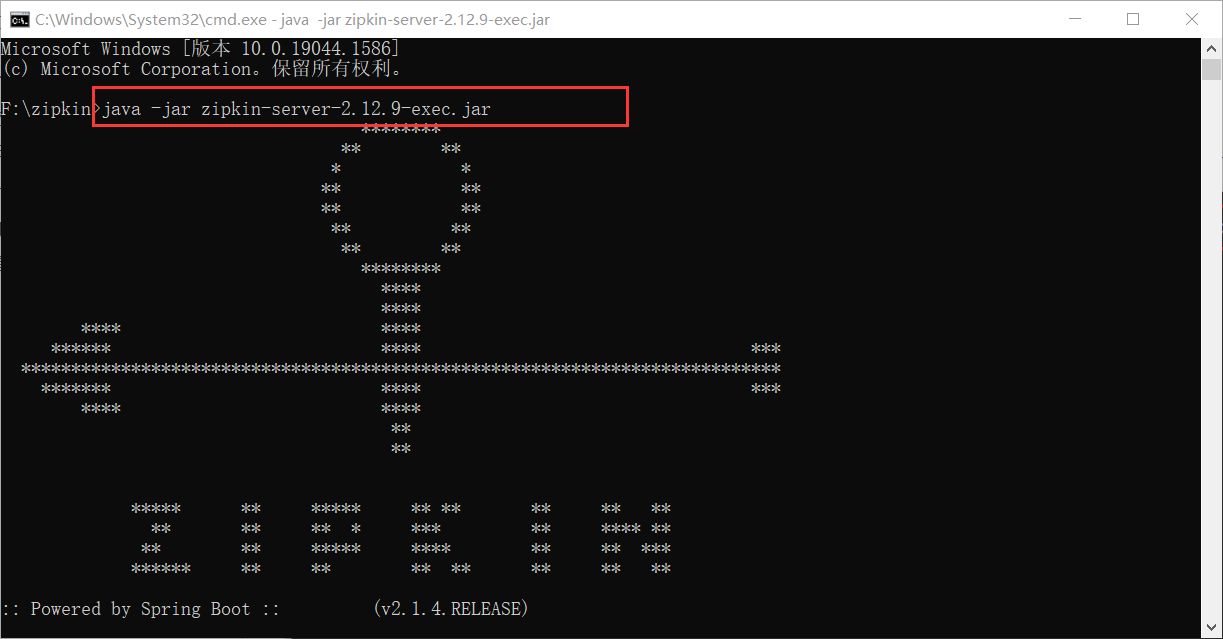 C:\Windows\System32\cmd.exe - java  -jar zipkin-server-2.12.9-exec.jar
Microsoft Windows [版本 10.0.19044.1586]
(c) Microsoft Corporation。保留所有权利。
F:\zipkin>java -jar zipkin-server-2.12.9-exec.jar
ZIPKIN
:: Powered by Spring Boot ::         (v2.1.4.RELEASE)